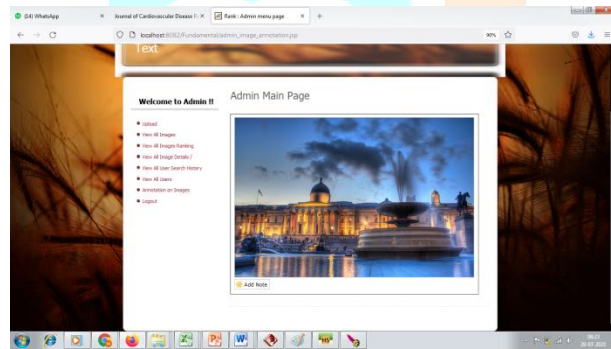 (14) WhatsApp
Journal of Cardiovascular Disease R
Rank : Admin menu page
localhost:8082/Fundamental/admin_image_annotation.jsp
90%
Text
Welcome to Admin !!
Upload
View All Images
View All Images Ranking
View All Image Details /
View All User Search History
View All Users
Annotation on Images
Logout
Admin Main Page
Add Note